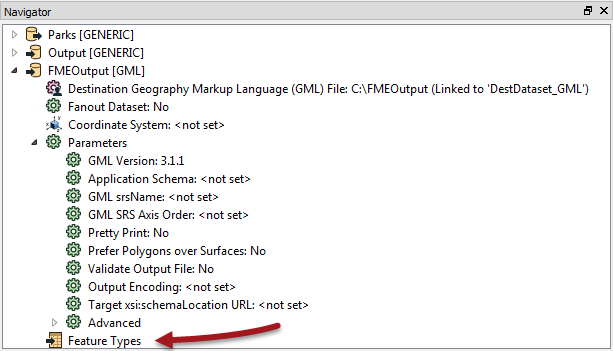 Navigator
Parks [GENERIC]
Output [GENERIC]
FMEOutput [GML]
Destination Geography Markup Language (GML) File: C:\FMEOutput (Linked to 'DestDataset_GML')
Fanout Dataset: No
Coordinate System: <not set>
Parameters
GML Version: 3.1.1
Application Schema: <not set>
GML srsName: <not set>
GML SRS Axis Order: <not set>
Pretty Print: No
Prefer Polygons over Surfaces: No
Validate Output File: No
Output Encoding: <not set>
Target xsi:schemaLocation URL: <not set>
Advanced
Feature Types